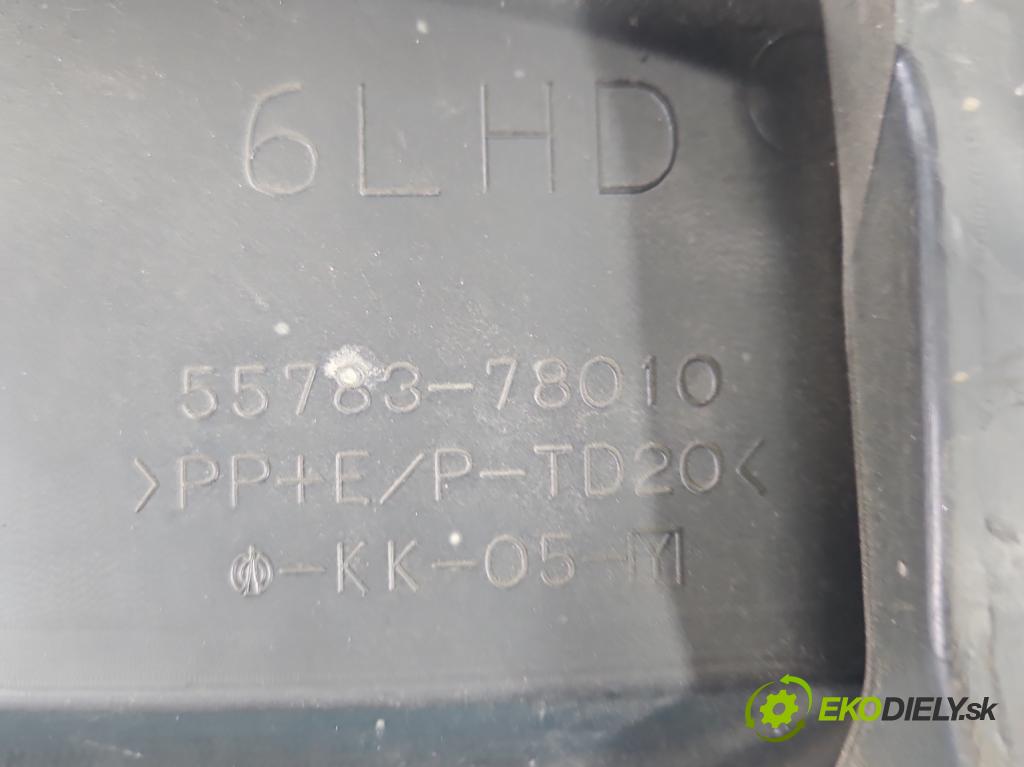 6LHD
55783-78010
>PP+E/P-TD20<
-KK-05-M
EKODIELY.sk